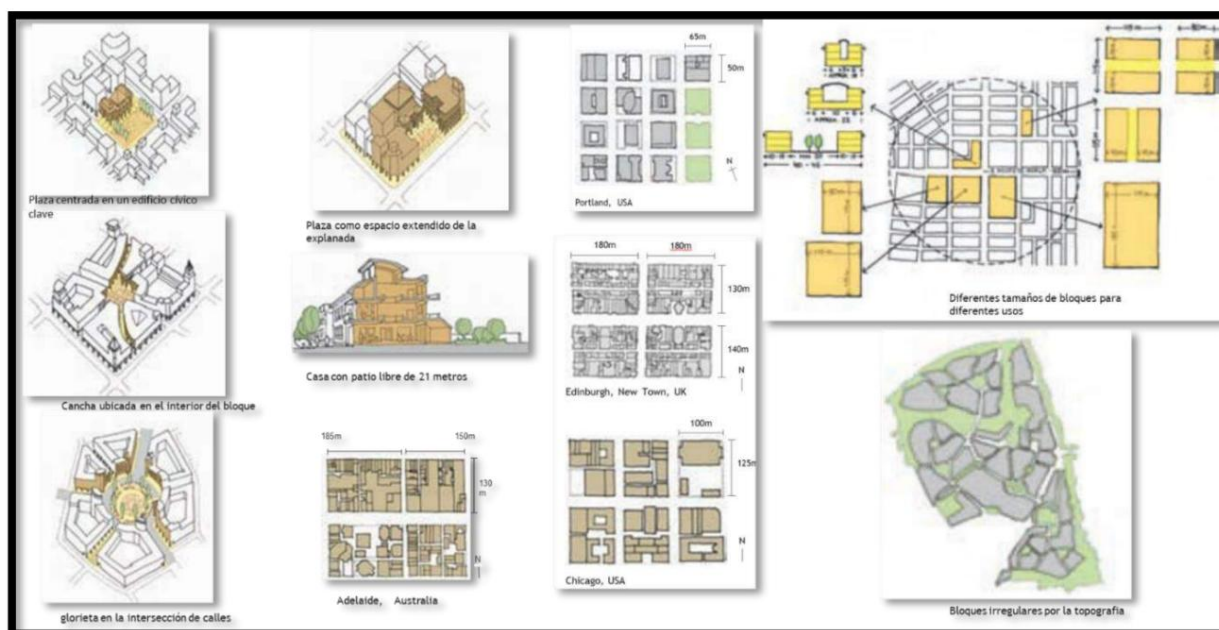 Plaza centrada en un edificio cívico
clave
Cancha ubicada en el interior del bloque
glorieta en la intersección de calles
Plaza como espacio extendido de la
explanada
Casa con patio libre de 21 metros
185m
150m
130
m
N
Adelaide, Australia
65m
50m
N
Portland, USA
180m
180m
130m
140m
N
Edinburgh, New Town, UK
100m
125m
N
Chicago, USA
Diferentes tamaños de bloques para
diferentes usos
Bloques irregulares por la topografia